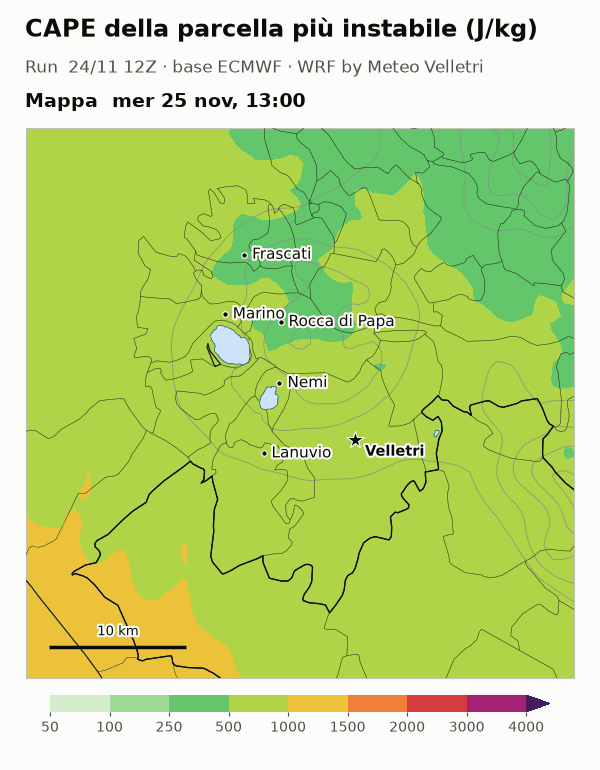 CAPE della parcella più instabile (J/kg)
Run  24/11 12Z · base ECMWF · WRF by Meteo Velletri
Mappa  mer 25 nov, 13:00
Frascati
Marino
Rocca di Papa
Nemi
Velletri
Lanuvio
10 km
50 100 250 500 1000 1500 2000 3000 4000